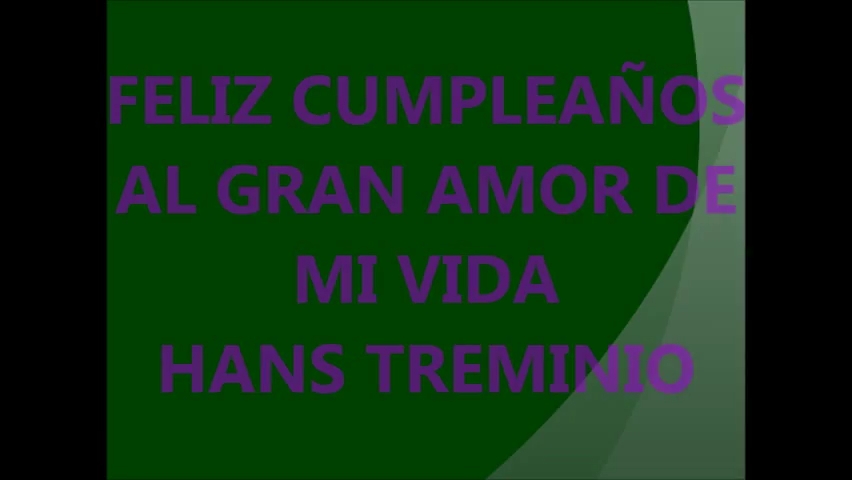 FELIZ CUMPLEAÑOS
AL GRAN AMOR DE
MI VIDA
HANS TREMINIO